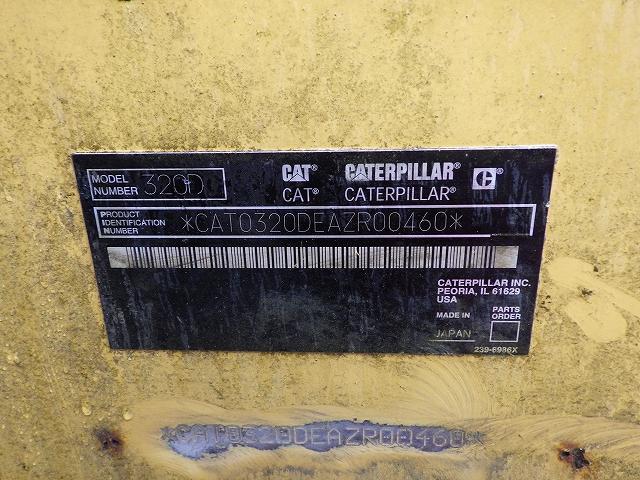 MODEL NUMBER 320D
CAT® CATERPILLAR®
CAT® CATERPILLAR®
PRODUCT IDENTIFICATION NUMBER *CAT0320DEAZR00460*
CATERPILLAR INC.
PEORIA, IL 61629
USA
MADE IN JAPAN
PARTS ORDER
239-6986X
*CAT0320DEAZR00460*